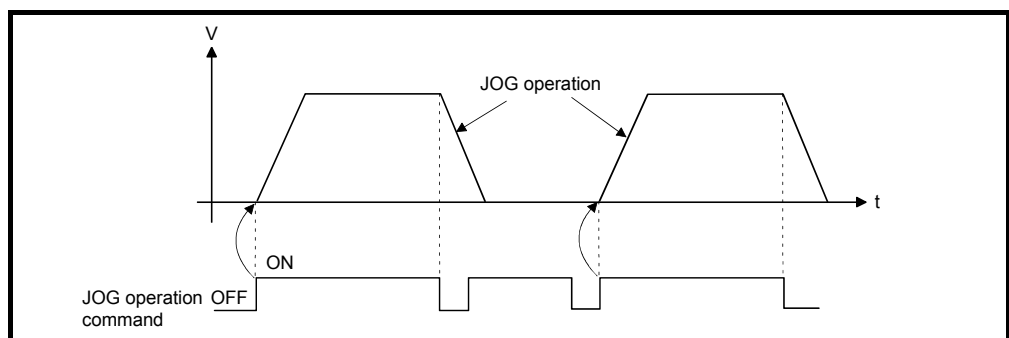 V
JOG operation
t
ON
JOG operation OFF
command